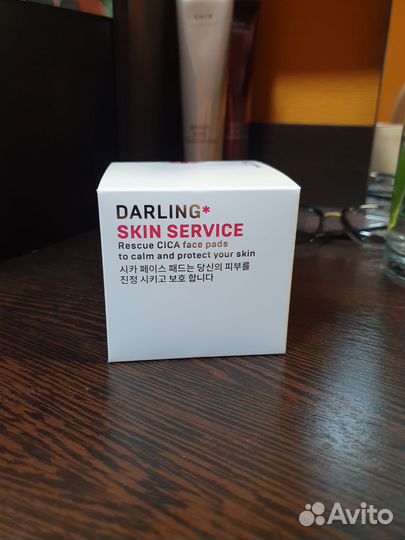 DARLING*
SKIN SERVICE
Rescue CICA face pads
to calm and protect your skin
시카 페이스 패드는 당신의 피부를
진정 시키고 보호 합니다
Avito